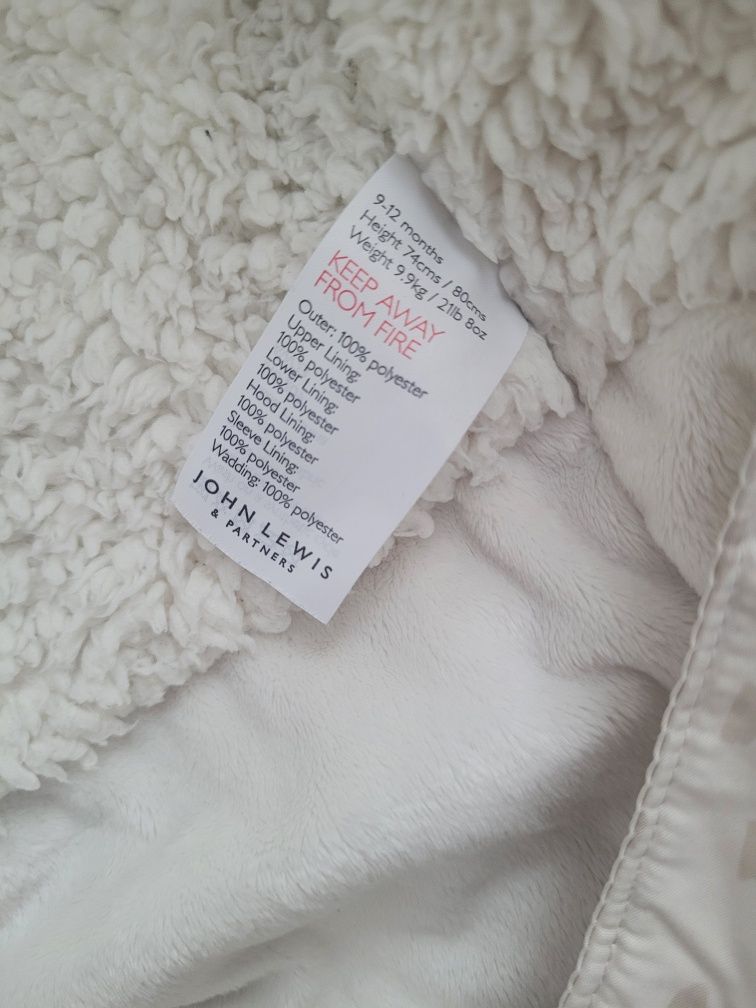 9-12 months
Height 74cms / 80cms
Weight 9.9kg / 21lb 8oz
KEEP AWAY
FROM FIRE
Outer: 100% polyester
Upper Lining:
100% polyester
Lower Lining:
100% polyester
Hood Lining:
100% polyester
Sleeve Lining:
100% polyester
Wadding: 100% polyester
JOHN LEWIS
& PARTNERS